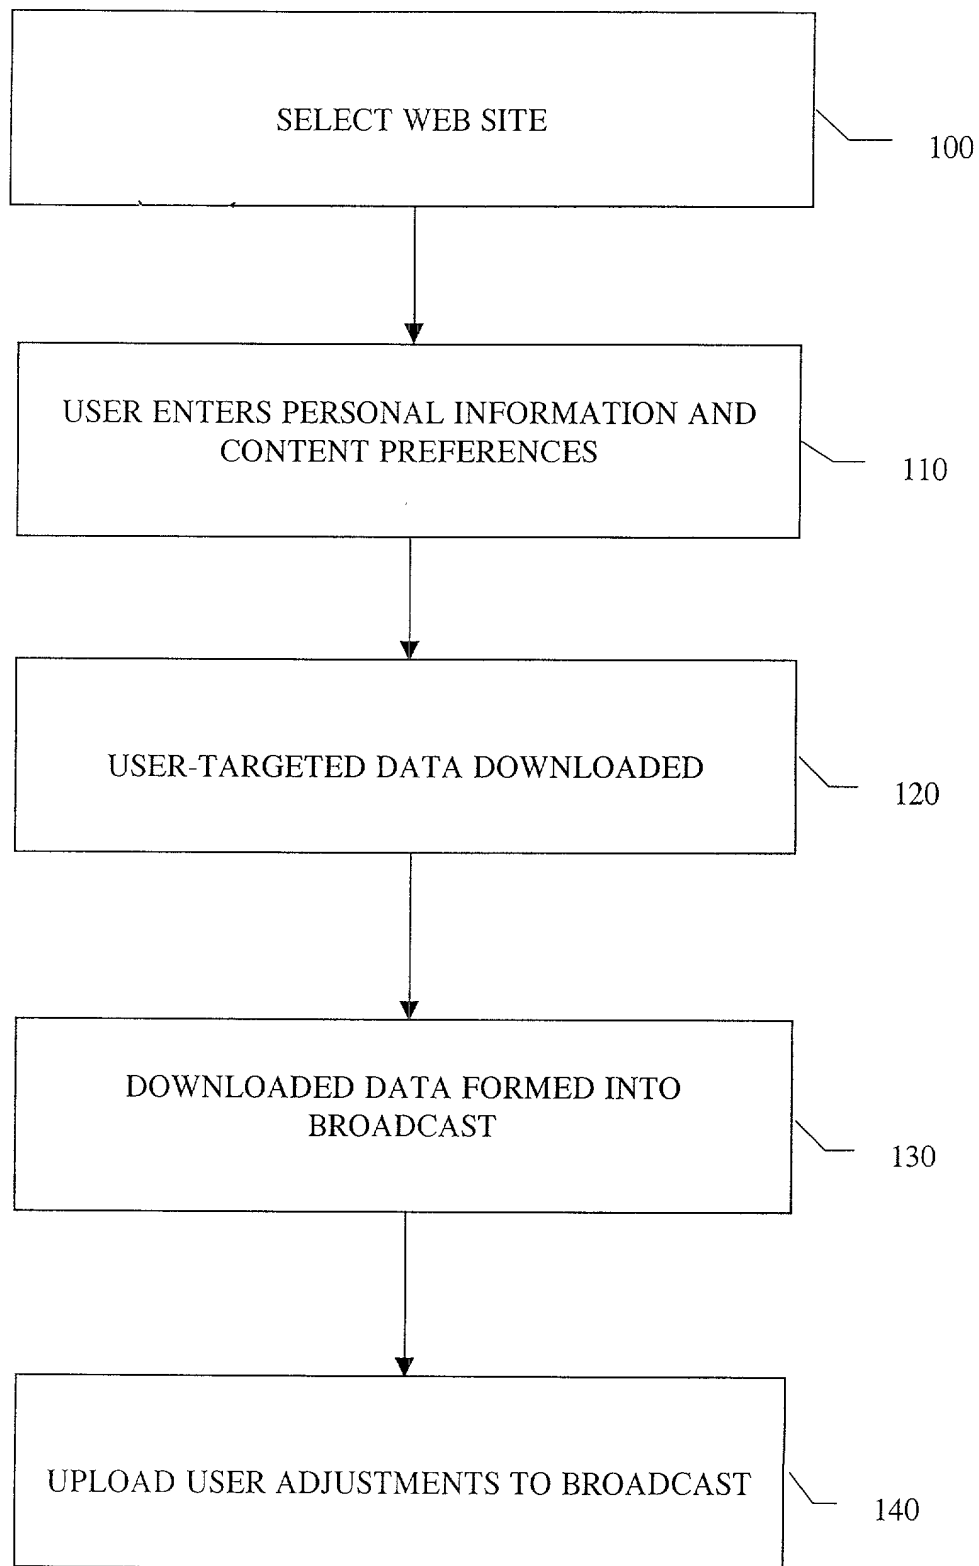 SELECT WEB SITE
100
USER ENTERS PERSONAL INFORMATION AND
CONTENT PREFERENCES
110
USER-TARGETED DATA DOWNLOADED
120
DOWNLOADED DATA FORMED INTO
BROADCAST
130
UPLOAD USER ADJUSTMENTS TO BROADCAST
140